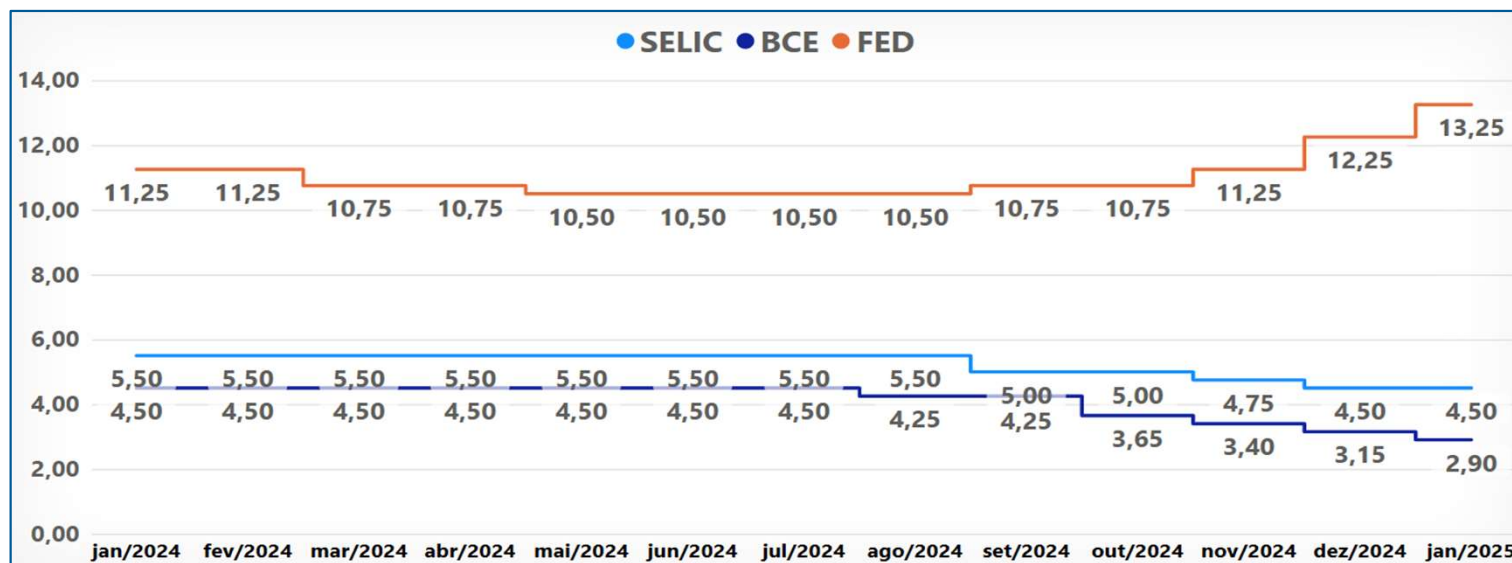 SELIC BCE FED
14,00
12,00
10,00
8,00
6,00
4,00
2,00
0,00
11,25 11,25 10,75 10,75 10,50 10,50 10,50 10,50 10,75 10,75 11,25 12,25 13,25
5,50 5,50 5,50 5,50 5,50 5,50 5,50 5,50 5,00 5,00 4,75 4,50 4,50
4,50 4,50 4,50 4,50 4,50 4,50 4,50 4,25 4,25 3,65 3,40 3,15 2,90
jan/2024 fev/2024 mar/2024 abr/2024 mai/2024 jun/2024 jul/2024 ago/2024 set/2024 out/2024 nov/2024 dez/2024 jan/2025